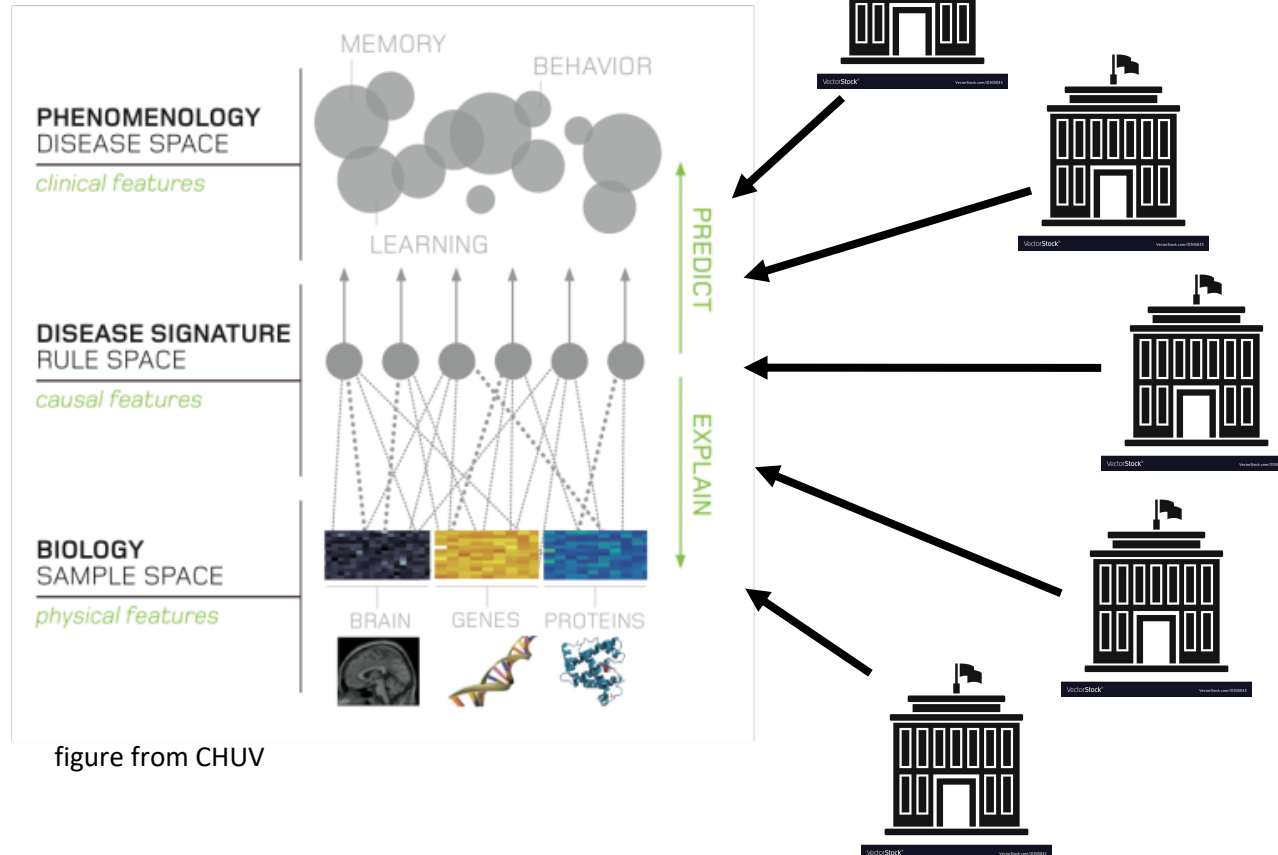 MEMORY
BEHAVIOR
PHENOMENOLOGY
DISEASE SPACE
clinical features
LEARNING
PREDICT
DISEASE SIGNATURE
RULE SPACE
causal features
EXPLAIN
BIOLOGY
SAMPLE SPACE
physical features
BRAIN
GENES
PROTEINS
figure from CHUV
VectorStock®
VectorStock®
VectorStock®
VectorStock®
VectorStock®